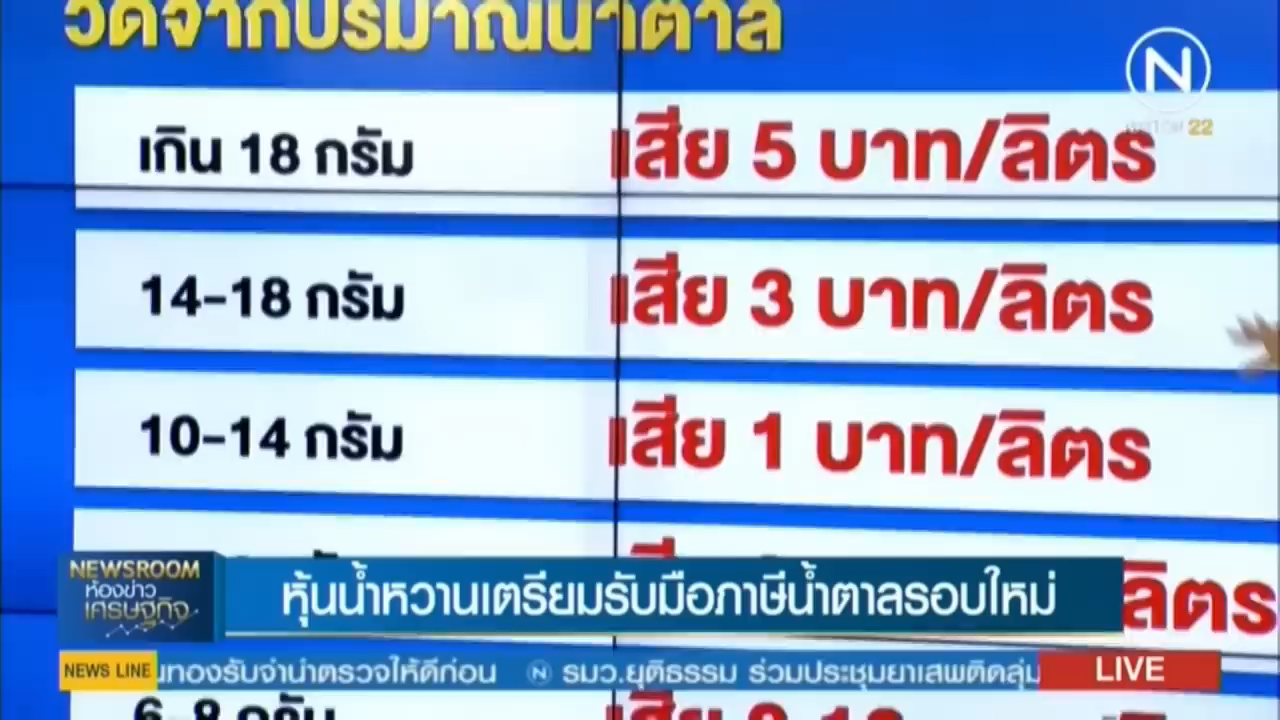 วัดจากปริมาณน้ำตาล
N
22
เกิน 18 กรัม เสีย 5 บาท/ลิตร
14-18 กรัม เสีย 3 บาท/ลิตร
10-14 กรัม เสีย 1 บาท/ลิตร
ลิตร
NEWSROOM
ห้องข่าว
เศรษฐกิจ
หุ้นน้ำหวานเตรียมรับมือภาษีน้ำตาลรอบใหม่
NEWS LINE
นทองรับจำนำตรวจให้ดีก่อน N รมว.ยุติธรรม ร่วมประชุมยาเสพติดลุ่ม
LIVE
6-8 กรัม